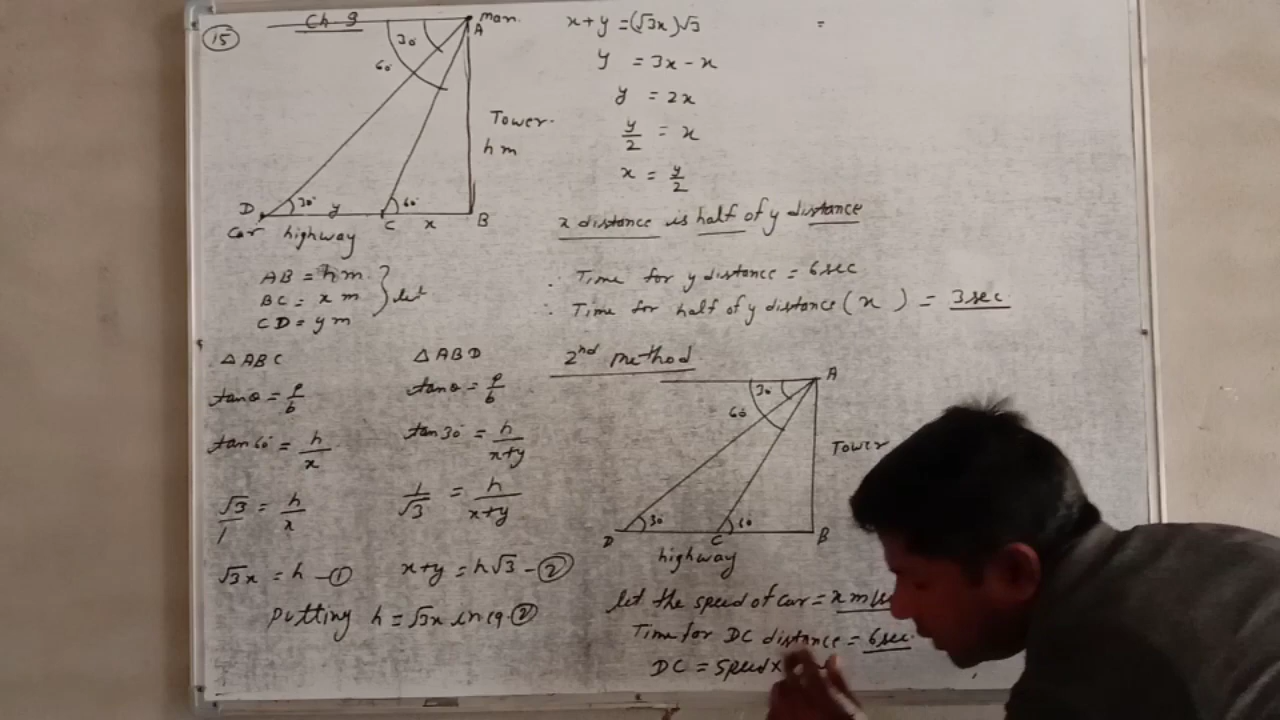 15
Ch 9
Man.
A
30°
60°
Tower.
h m
D
30°
y
60°
C
x
B
Car
highway
AB = h m
BC = x m
CD = y m
} let
△ABC
tanθ = P/b
tan60° = h/x
√3/1 = h/x
√3x = h -①
△ABD
tanθ = P/b
tan30° = h/x+y
1/√3 = h/x+y
x+y = h√3 -②
Putting h = √3x in eq. ②
x+y = (√3x)√3
=
y = 3x - x
y = 2x
y/2 = x
x = y/2
x distance is half of y distance
∴ Time for y distance = 6 sec
∴ Time for half of y distance (x) = 3 sec
2nd method
A
30
60
Tower
D
30
60
C
B
highway
let the speed of car = x m
Time for DC distance = 6 sec.
DC = Speed x